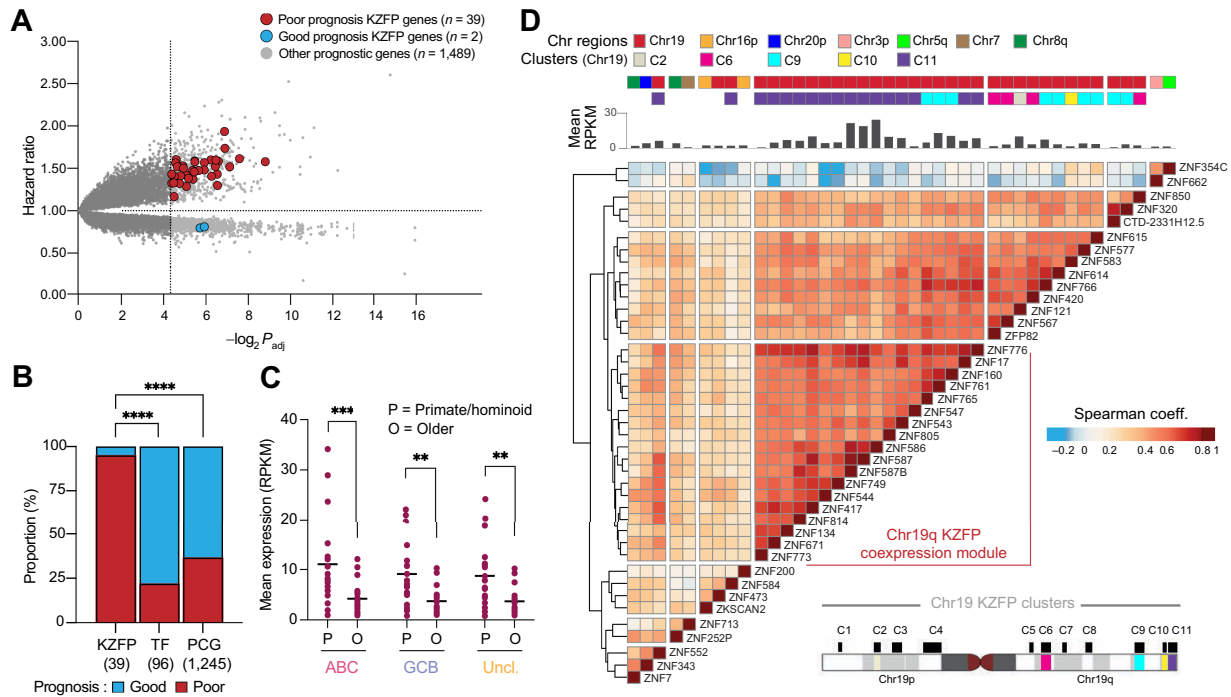 A
Poor prognosis KZFP genes (n = 39)
Good prognosis KZFP genes (n = 2)
Other prognostic genes (n = 1,489)
3.00
2.50
2.00
1.50
1.00
0.50
0.00
Hazard ratio
0 2 4 6 8 10 12 14 16
−log2 Padj
B
****
****
100
75
50
25
0
Proportion (%)
KZFP TF PCG
(39) (96) (1,245)
Prognosis : Good Poor
C
P = Primate/hominoid
O = Older
*** ** **
40
30
20
10
0
Mean expression (RPKM)
P O P O P O
ABC GCB Uncl.
D
Chr regions Chr19 Chr16p Chr20p Chr3p Chr5q Chr7 Chr8q
Clusters (Chr19) C2 C6 C9 C10 C11
Mean
RPKM
30
0
ZNF354C
ZNF662
ZNF850
ZNF320
CTD-2331H12.5
ZNF615
ZNF577
ZNF583
ZNF614
ZNF766
ZNF420
ZNF121
ZNF567
ZFP82
ZNF776
ZNF17
ZNF160
ZNF761
ZNF765
ZNF547
ZNF543
ZNF805
ZNF586
ZNF587
ZNF587B
ZNF749
ZNF544
ZNF417
ZNF814
ZNF134
ZNF671
ZNF773
ZNF200
ZNF584
ZNF473
ZKSCAN2
ZNF713
ZNF252P
ZNF552
ZNF343
ZNF7
Spearman coeff.
−0.2 0 0.2 0.4 0.6 0.8 1
Chr19q KZFP
coexpression module
Chr19 KZFP clusters
C1 C2 C3 C4 C5 C6 C7 C8 C9 C10 C11
Chr19p Chr19q